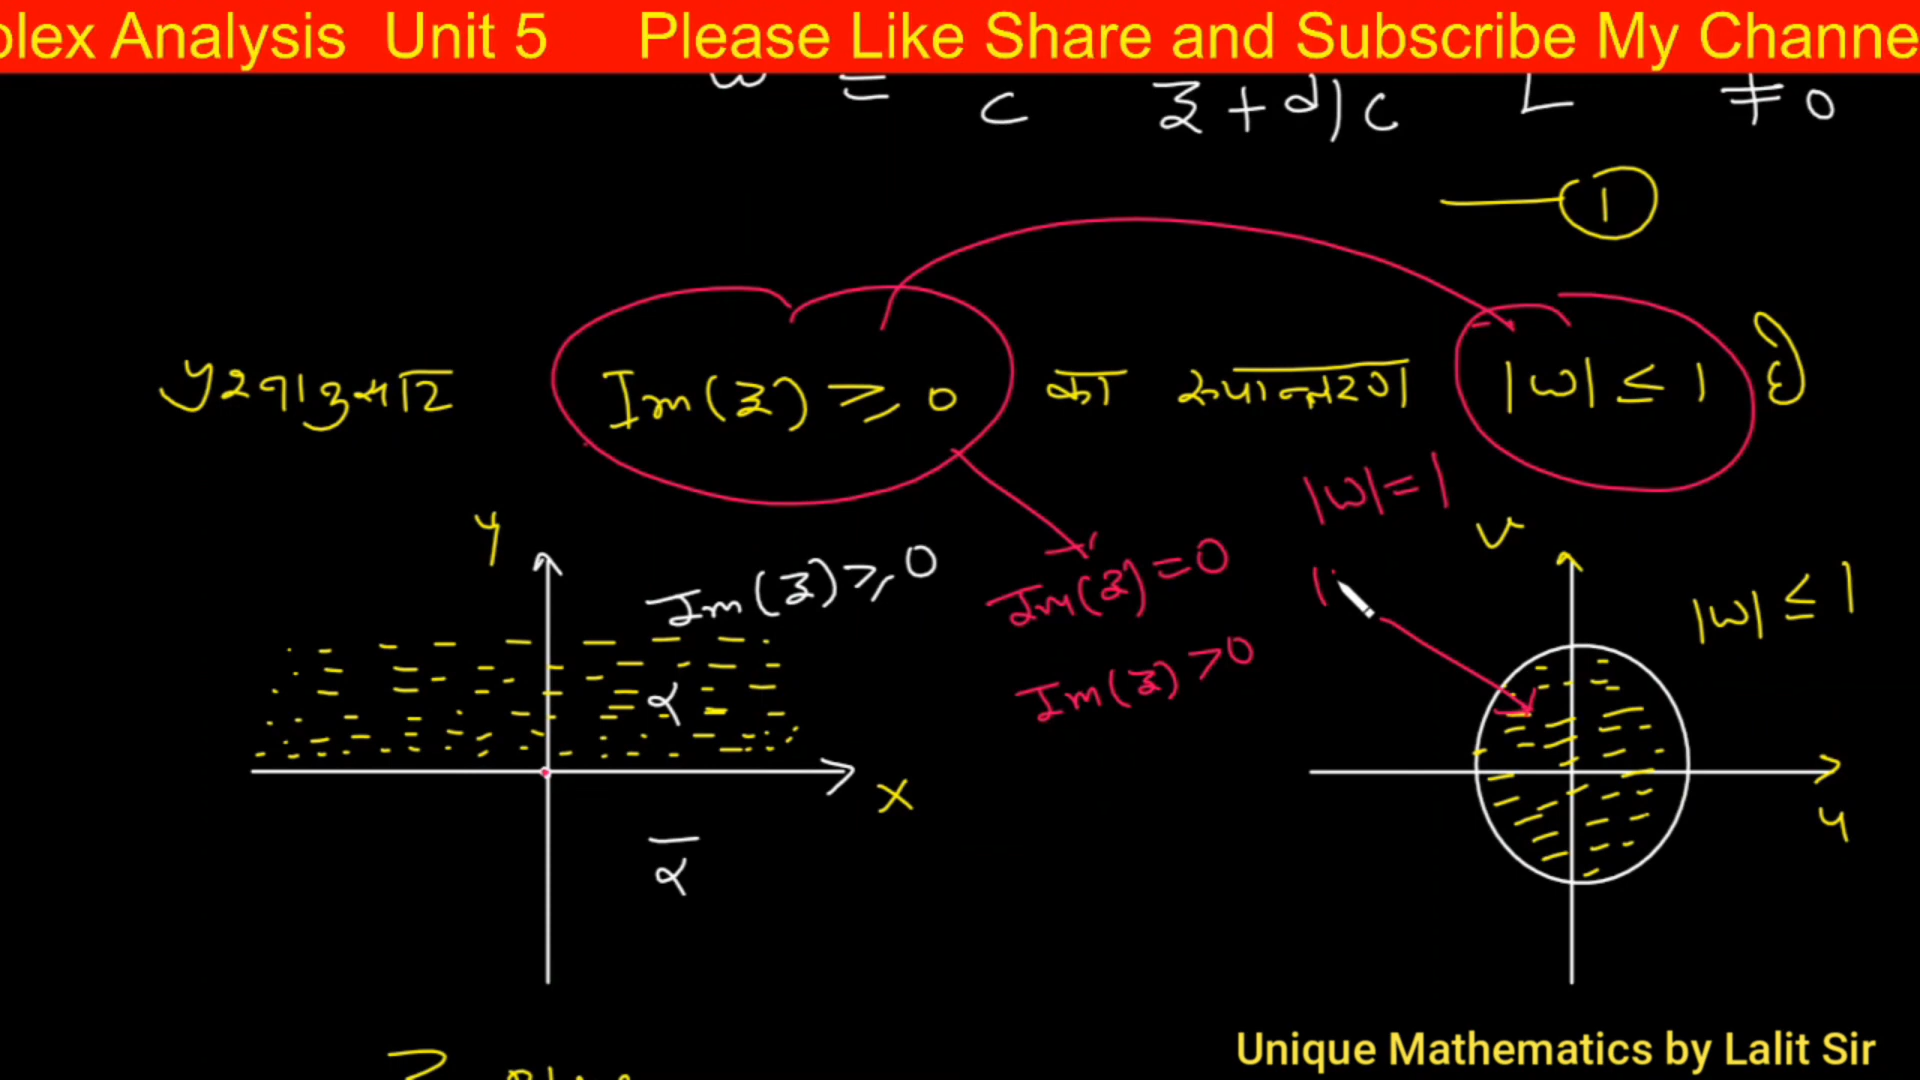 plex Analysis Unit 5 Please Like Share and Subscribe My Channe
w = c z + d/c ≠ 0
1
प्रश्नानुसार Im(z) ≥ 0 का रूपान्तरण |w| ≤ 1 है
|w| = 1
y v
Im(z) ≥ 0 Im(z) = 0 |w| ≤ 1
Im(z) > 0
α
x
u
ᾱ
Unique Mathematics by Lalit Sir